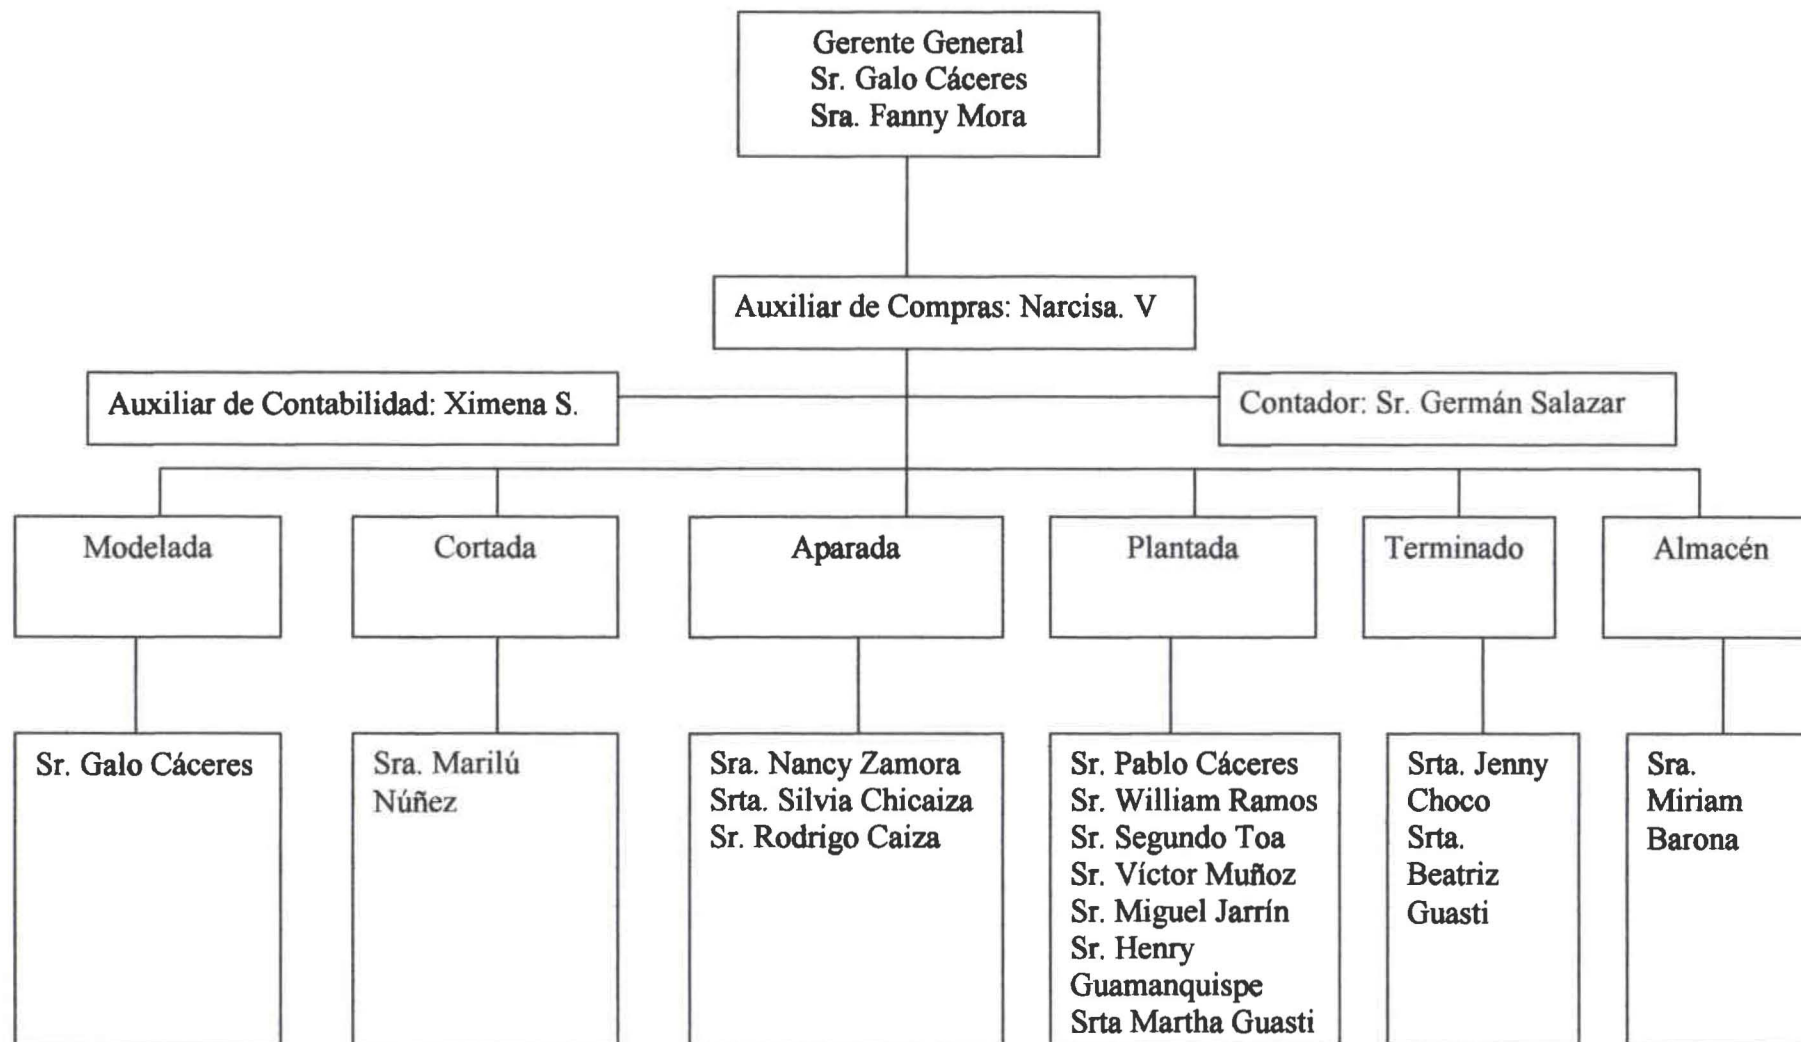 Gerente General
Sr. Galo Cáceres
Sra. Fanny Mora
Auxiliar de Compras: Narcisa. V
Auxiliar de Contabilidad: Ximena S.
Contador: Sr. Germán Salazar
Modelada
Cortada
Aparada
Plantada
Terminado
Almacén
Sr. Galo Cáceres
Sra. Marilú
Núñez
Sra. Nancy Zamora
Srta. Silvia Chicaiza
Sr. Rodrigo Caiza
Sr. Pablo Cáceres
Sr. William Ramos
Sr. Segundo Toa
Sr. Víctor Muñoz
Sr. Miguel Jarrín
Sr. Henry
Guamanquispe
Srta Martha Guasti
Srta. Jenny
Choco
Srta.
Beatriz
Guasti
Sra.
Miriam
Barona